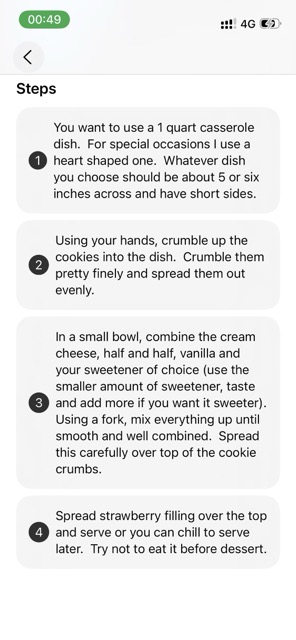 00:49
4G
Steps
You want to use a 1 quart casserole
dish.  For special occasions I use a
1 heart shaped one.  Whatever dish
you choose should be about 5 or six
inches across and have short sides.
Using your hands, crumble up the
2 cookies into the dish.  Crumble them
pretty finely and spread them out
evenly.
In a small bowl, combine the cream
cheese, half and half, vanilla and
your sweetener of choice (use the
smaller amount of sweetener, taste
3 and add more if you want it sweeter).
Using a fork, mix everything up until
smooth and well combined.  Spread
this carefully over top of the cookie
crumbs.
Spread strawberry filling over the top
4 and serve or you can chill to serve
later.  Try not to eat it before dessert.